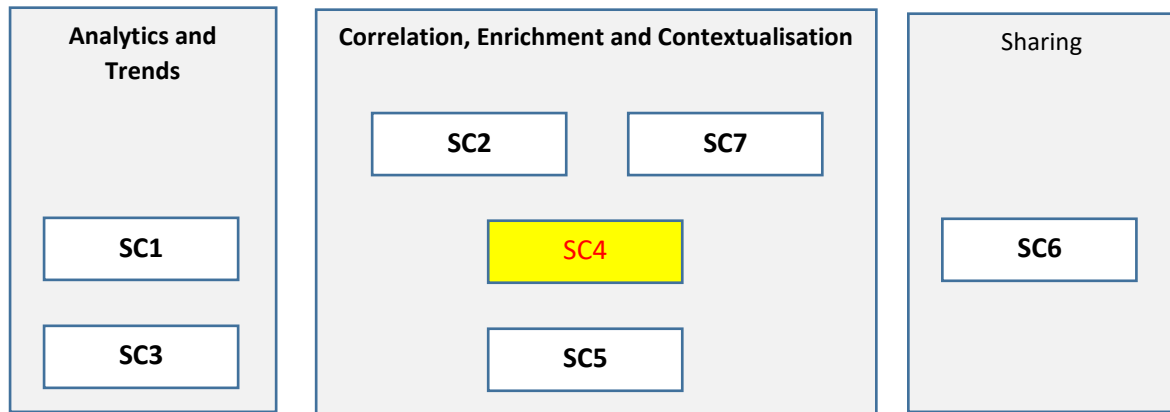 Analytics and
Trends
SC1
SC3
Correlation, Enrichment and Contextualisation
SC2
SC7
SC4
SC5
Sharing
SC6